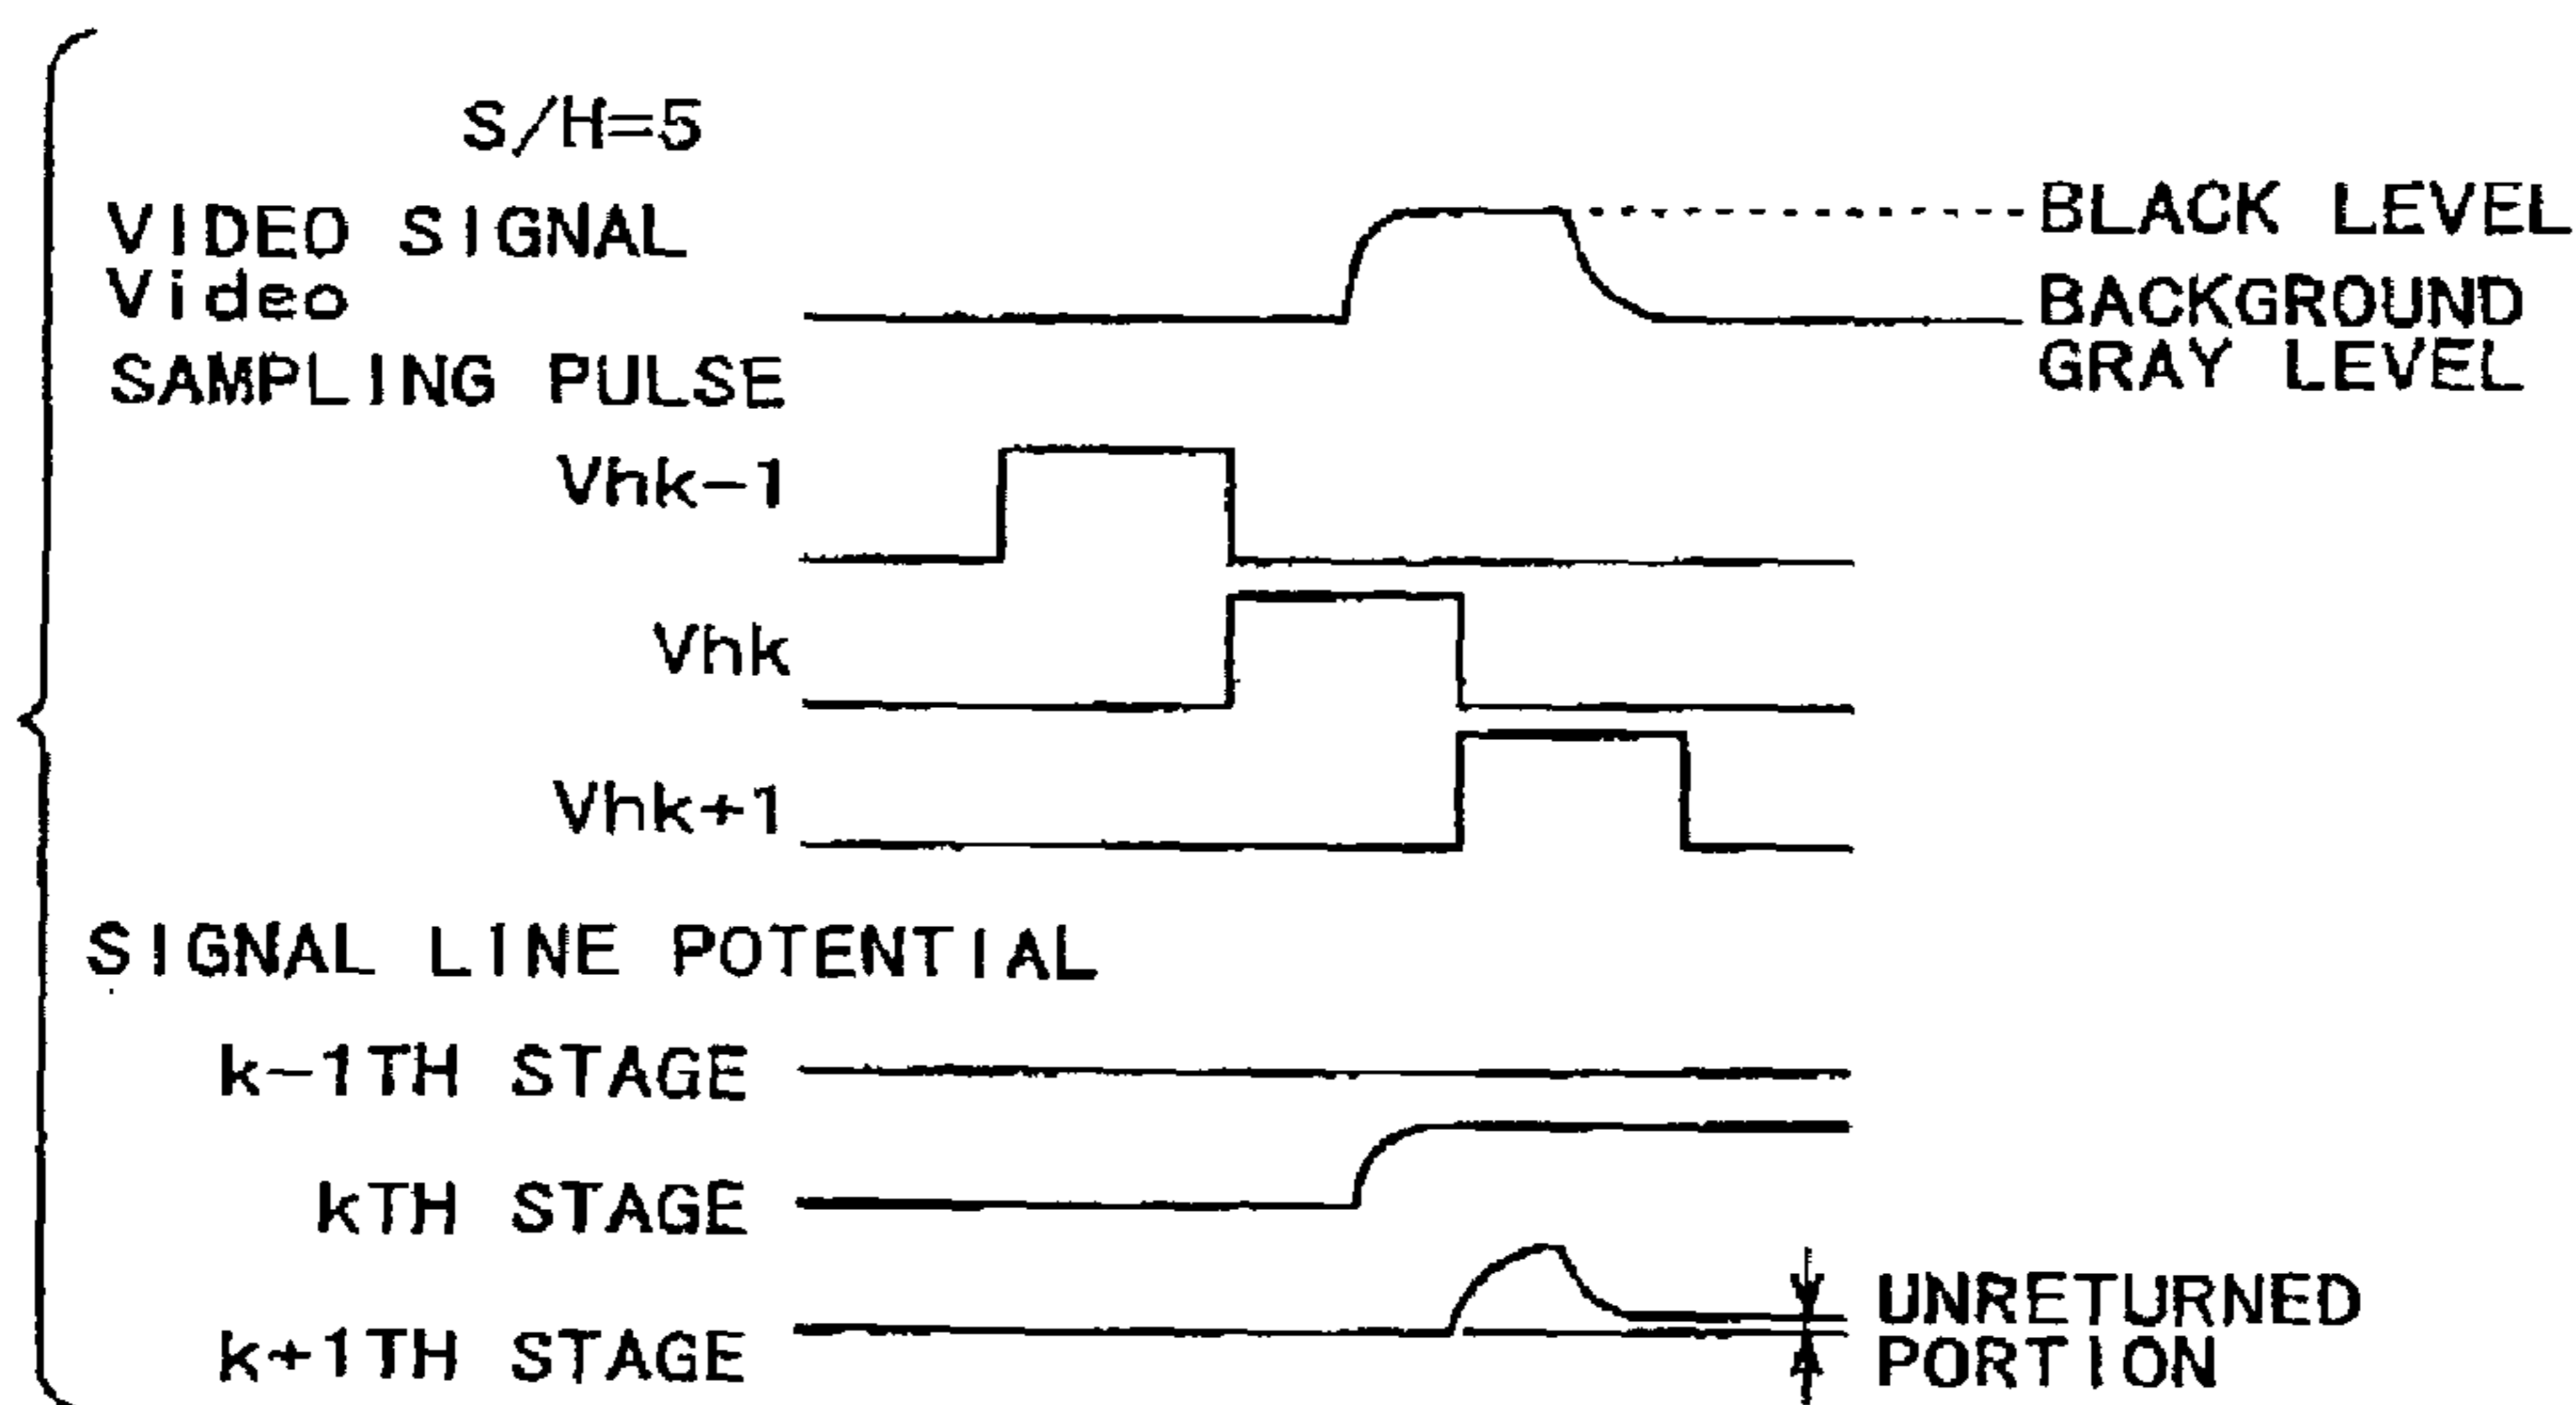 S/H=5
VIDEO SIGNAL
Video
BLACK LEVEL
BACKGROUND
GRAY LEVEL
SAMPLING PULSE
Vhk-1
Vhk
Vhk+1
SIGNAL LINE POTENTIAL
k-1TH STAGE
kTH STAGE
k+1TH STAGE
UNRETURNED
PORTION